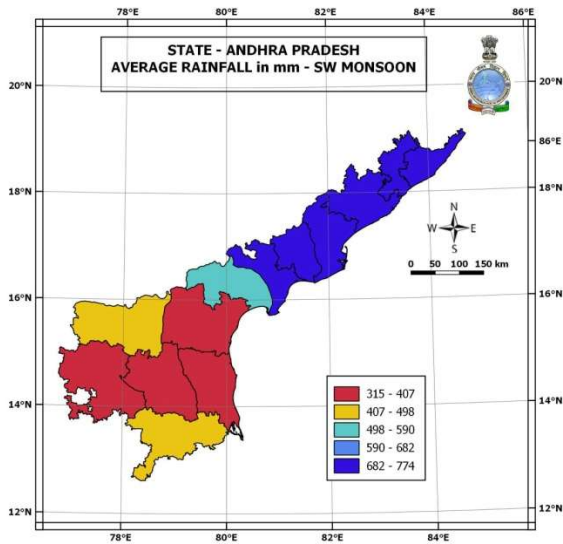 78°E 80°E 82°E 84°E 86°E
STATE - ANDHRA PRADESH
AVERAGE RAINFALL in mm - SW MONSOON
20°N 20°N
86°E
18°N 18°N
N
W E
S
0 50 100 150 km
16°N 16°N
315 - 407
407 - 498
14°N 14°N
498 - 590
590 - 682
682 - 774
12°N 12°N
78°E 80°E 82°E 84°E